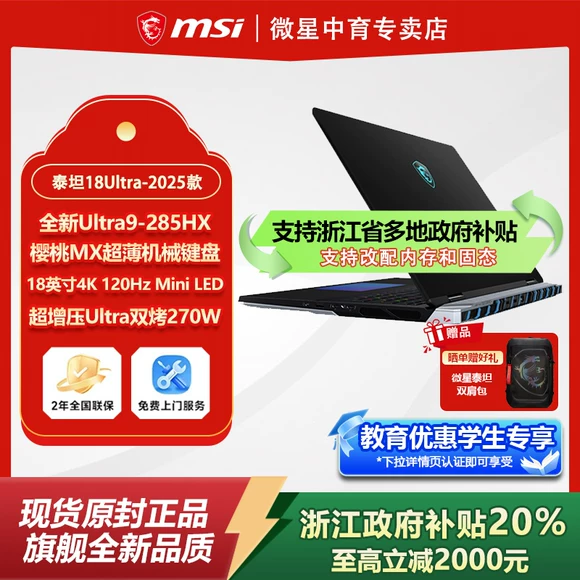 msi 微星中育专卖店
泰坦18Ultra-2025款
全新Ultra9-285HX
樱桃MX超薄机械键盘
18英寸4K 120Hz Mini LED
超增压Ultra双烤270W
2年全国联保
免费上门服务
支持浙江省多地政府补贴
支持改配内存和固态
赠品
晒单赠好礼
微星泰坦
双肩包
教育优惠学生专享
*下拉详情页认证即可享受
现货原封正品
旗舰全新品质
浙江政府补贴20%
至高立减2000元